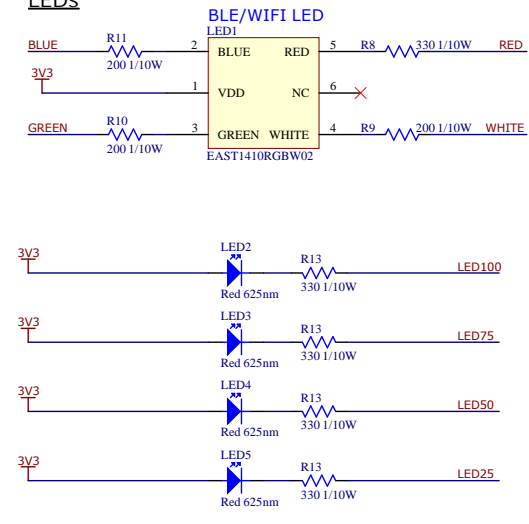 LEDs
BLE/WIFI LED
LED1
BLUE R11 200 1/10W 2 BLUE RED 5 R8 330 1/10W RED
3V3 1 VDD NC 6
GREEN R10 200 1/10W 3 GREEN WHITE 4 R9 200 1/10W WHITE
EAST1410RGBW02
3V3 LED2 Red 625nm R13 330 1/10W LED100
3V3 LED3 Red 625nm R13 330 1/10W LED75
3V3 LED4 Red 625nm R13 330 1/10W LED50
3V3 LED5 Red 625nm R13 330 1/10W LED25